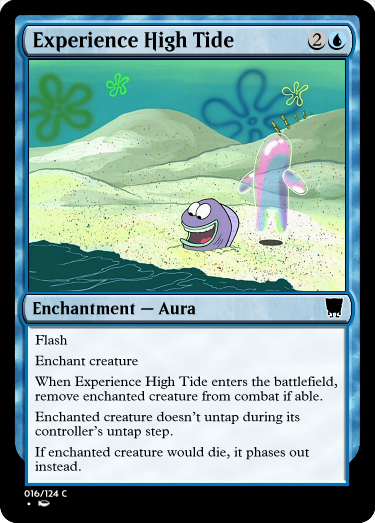 Experience High Tide 2
Enchantment — Aura
Flash
Enchant creature
When Experience High Tide enters the battlefield,
remove enchanted creature from combat if able.
Enchanted creature doesn't untap during its
controller's untap step.
If enchanted creature would die, it phases out
instead.
016/124 C